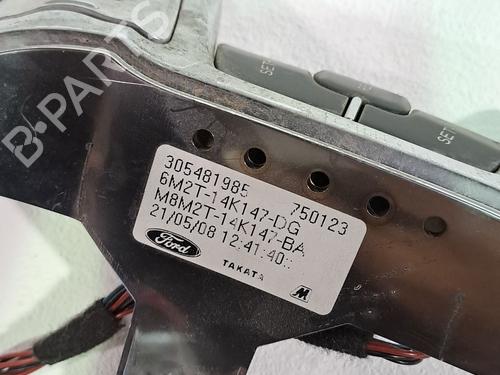 B-PARTS
SET
SET
305481985 750123
6M2T-14K147-DG
M8M2T-14K147-BA
21/05/08 12:41:40::
Ford
TAKATA